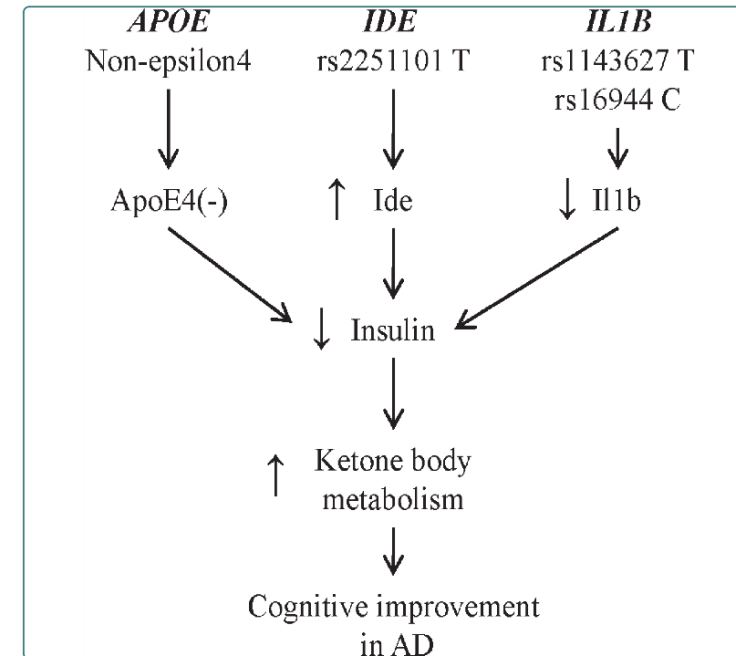 APOE IDE IL1B
Non-epsilon4 rs2251101 T rs1143627 T
rs16944 C
ApoE4(-) ↑ Ide ↓ Il1b
↓ Insulin
↑ Ketone body
metabolism
Cognitive improvement
in AD